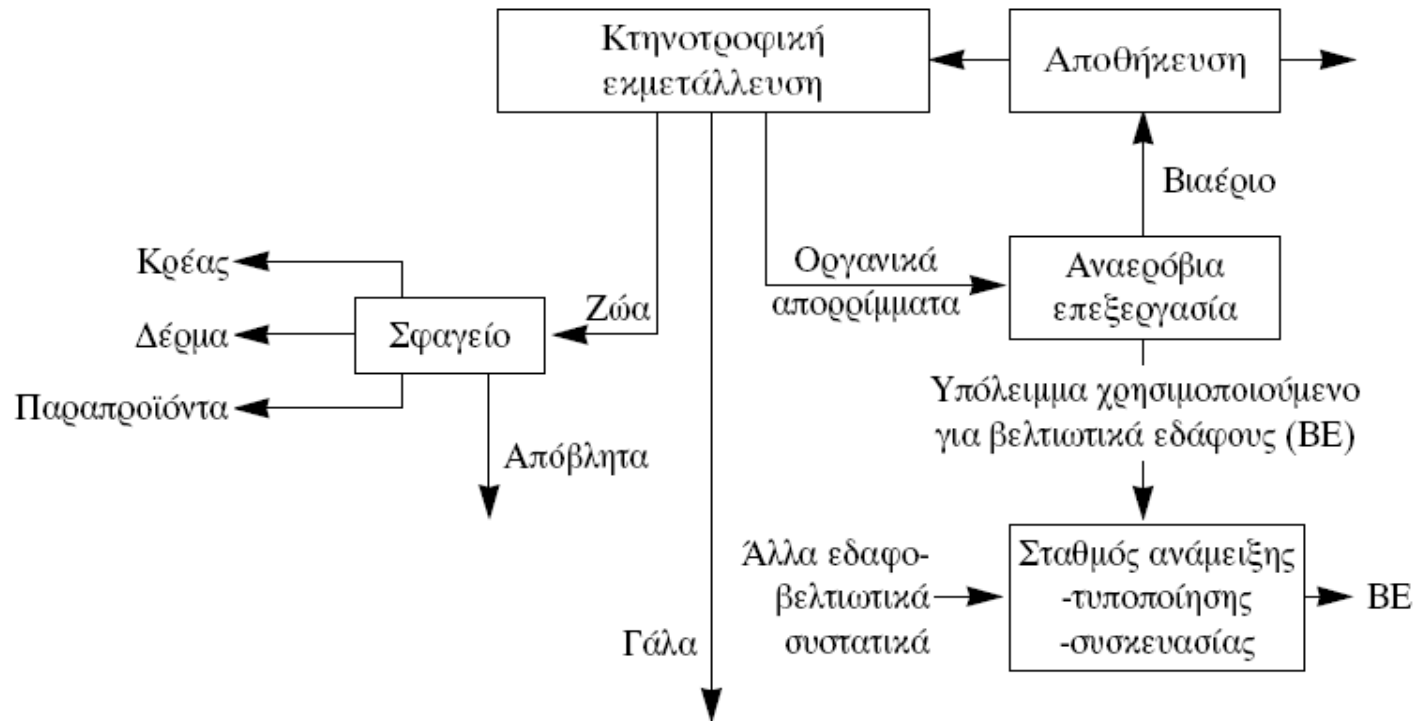 Κτηνοτροφική
εκμετάλλευση
Αποθήκευση
Βιαέριο
Κρέας
Δέρμα
Παραπροϊόντα
Σφαγείο
Ζώα
Απόβλητα
Οργανικά
απορρίμματα
Αναερόβια
επεξεργασία
Υπόλειμμα χρησιμοποιούμενο
για βελτιωτικά εδάφους (ΒΕ)
Γάλα
Άλλα εδαφο-
βελτιωτικά
συστατικά
Σταθμός ανάμειξης
-τυποποίησης
-συσκευασίας
ΒΕ